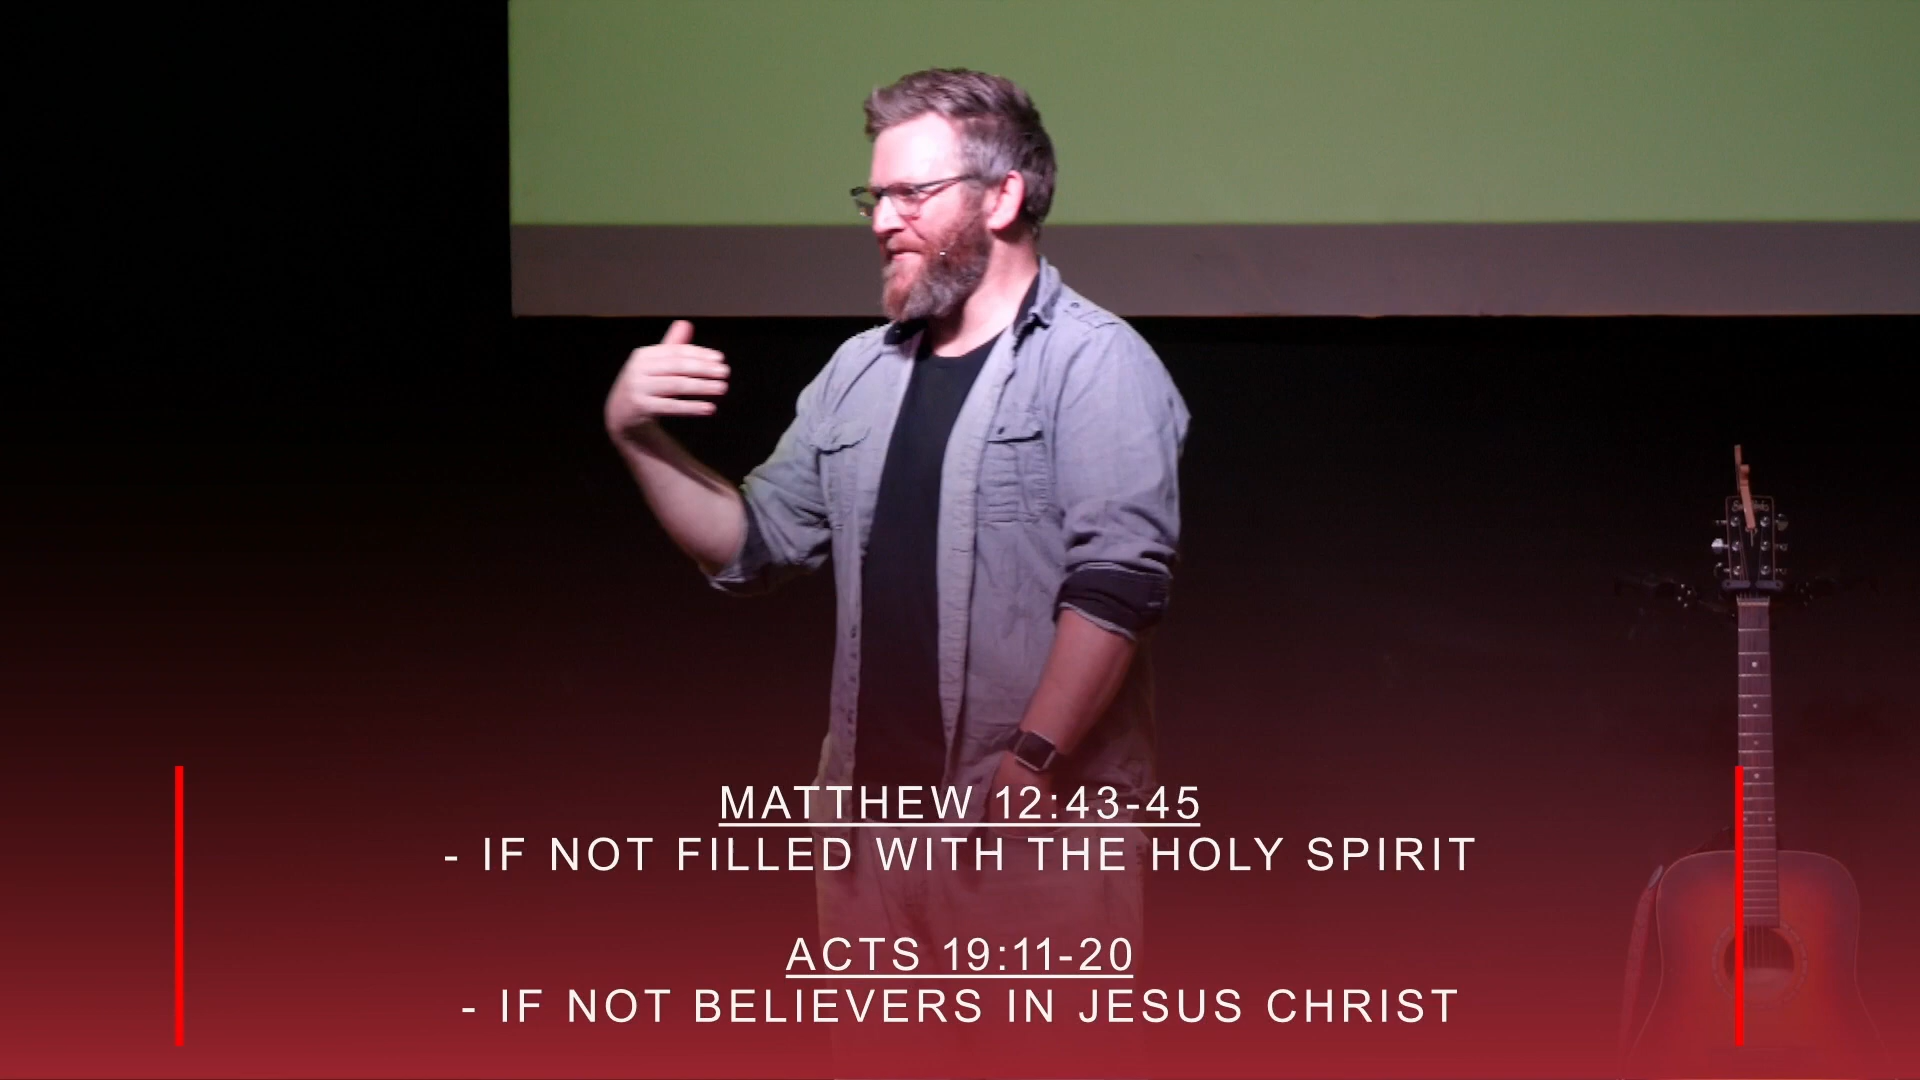 MATTHEW 12:43-45
- IF NOT FILLED WITH THE HOLY SPIRIT
ACTS 19:11-20
- IF NOT BELIEVERS IN JESUS CHRIST